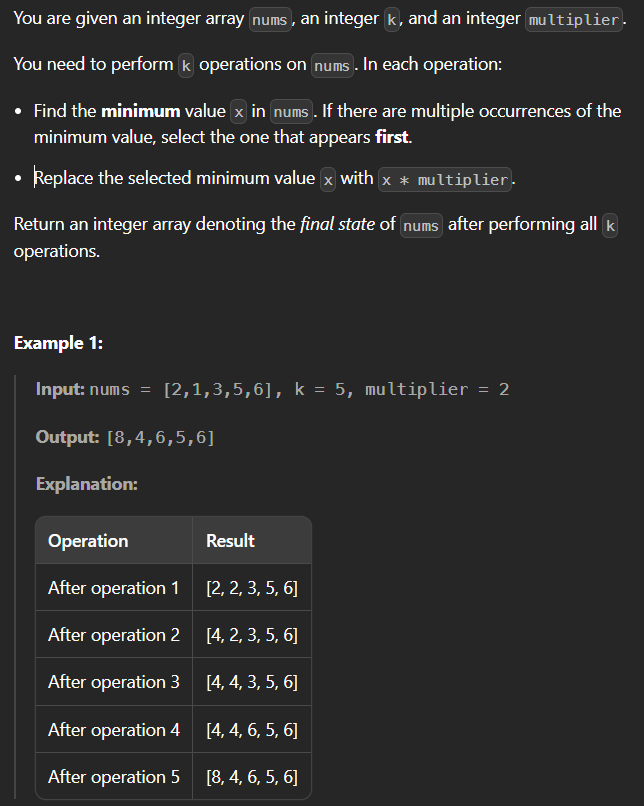 You are given an integer array nums, an integer k, and an integer multiplier.
You need to perform k operations on nums. In each operation:
• Find the minimum value x in nums. If there are multiple occurrences of the
minimum value, select the one that appears first.
• Replace the selected minimum value x with x * multiplier.
Return an integer array denoting the final state of nums after performing all k
operations.
Example 1:
Input: nums = [2,1,3,5,6], k = 5, multiplier = 2
Output: [8,4,6,5,6]
Explanation:
Operation Result
After operation 1 [2, 2, 3, 5, 6]
After operation 2 [4, 2, 3, 5, 6]
After operation 3 [4, 4, 3, 5, 6]
After operation 4 [4, 4, 6, 5, 6]
After operation 5 [8, 4, 6, 5, 6]